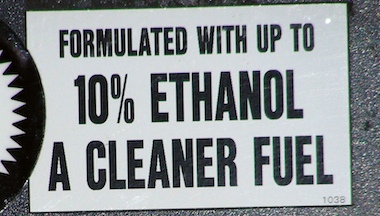 FORMULATED WITH UP TO
10% ETHANOL
A CLEANER FUEL
1038